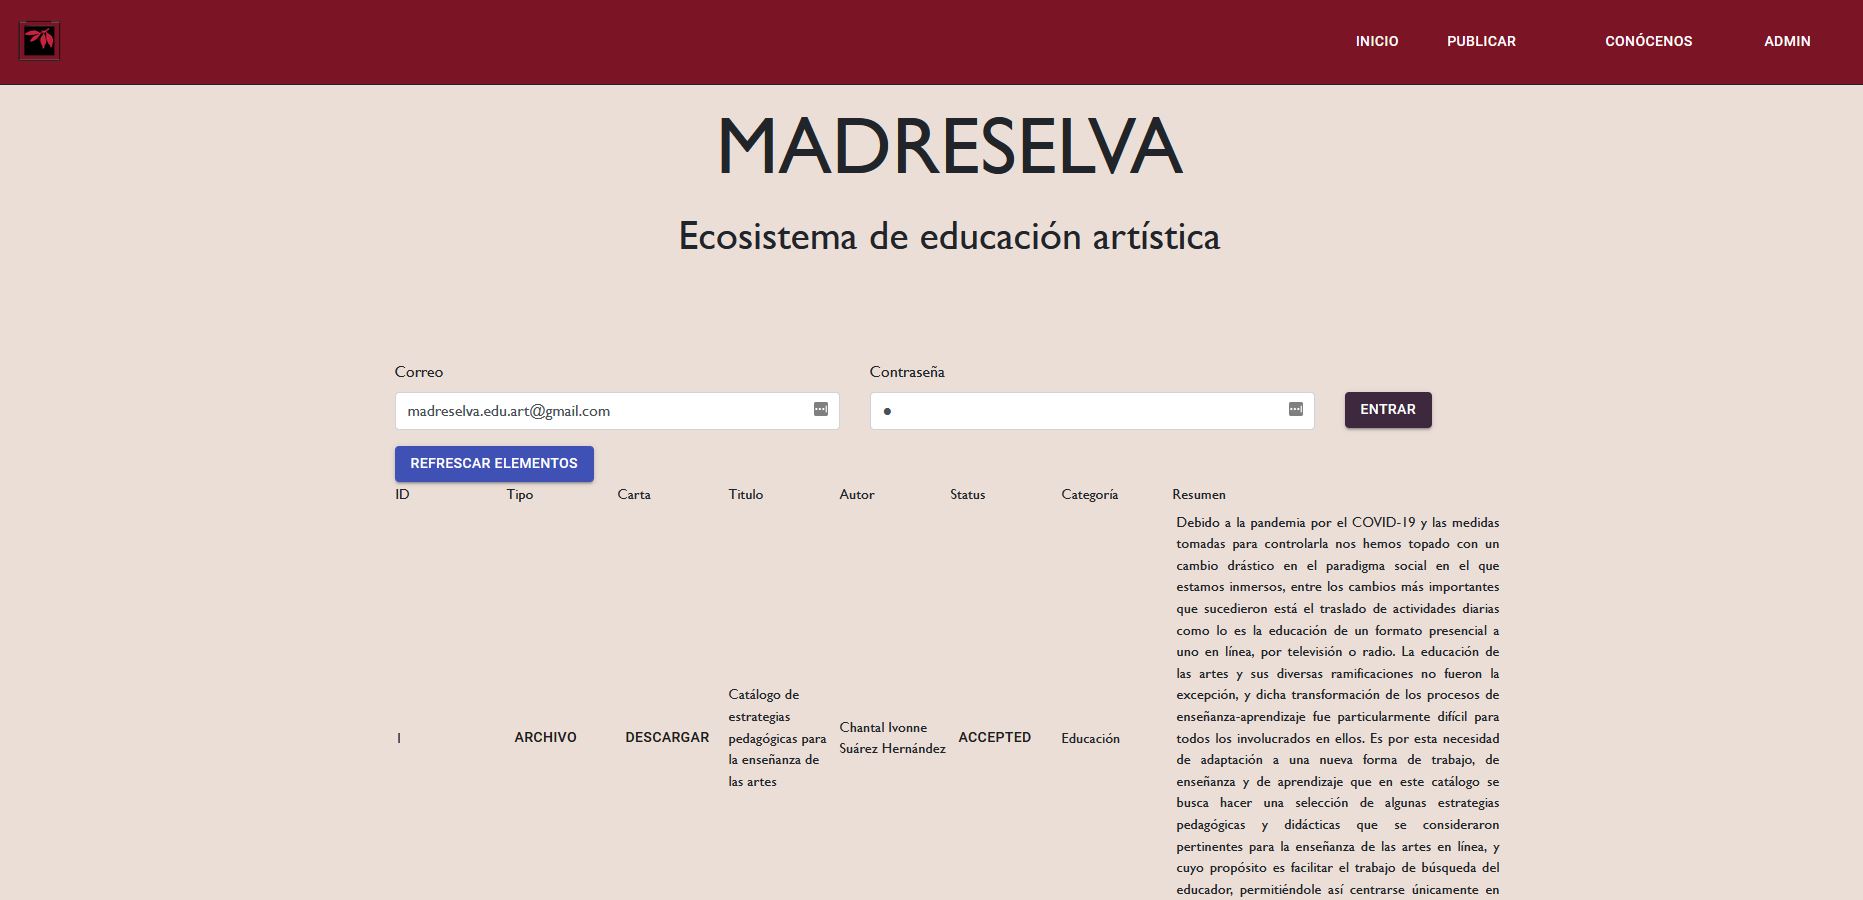 INICIO PUBLICAR CONÓCENOS ADMIN
MADRESELVA
Ecosistema de educación artística
Correo Contraseña
madreselva.edu.art@gmail.com ENTRAR
REFRESCAR ELEMENTOS
ID Tipo Carta Titulo Autor Status Categoría Resumen
1 ARCHIVO DESCARGAR
Catálogo de
estrategias
pedagógicas para
la enseñanza de
las artes
Chantal Ivonne
Suárez Hernández
ACCEPTED Educación
Debido a la pandemia por el COVID-19 y las medidas
tomadas para controlarla nos hemos topado con un
cambio drástico en el paradigma social en el que
estamos inmersos, entre los cambios más importantes
que sucedieron está el traslado de actividades diarias
como lo es la educación de un formato presencial a
uno en línea, por televisión o radio. La educación de
las artes y sus diversas ramificaciones no fueron la
excepción, y dicha transformación de los procesos de
enseñanza-aprendizaje fue particularmente difícil para
todos los involucrados en ellos. Es por esta necesidad
de adaptación a una nueva forma de trabajo, de
enseñanza y de aprendizaje que en este catálogo se
busca hacer una selección de algunas estrategias
pedagógicas y didácticas que se consideraron
pertinentes para la enseñanza de las artes en línea, y
cuyo propósito es facilitar el trabajo de búsqueda del
educador, permitiéndole así centrarse únicamente en